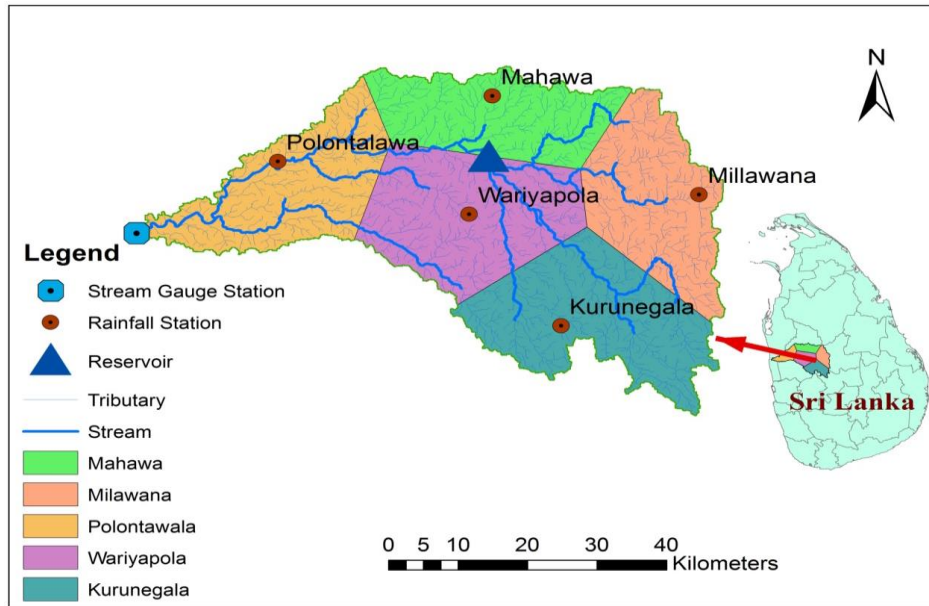 N
Mahawa
Polontalawa
Millawana
Wariyapola
Kurunegala
Sri Lanka
Legend
Stream Gauge Station
Rainfall Station
Reservoir
Tributary
Stream
Mahawa
Milawana
Polontawala
Wariyapola
Kurunegala
0 5 10 20 30 40
Kilometers